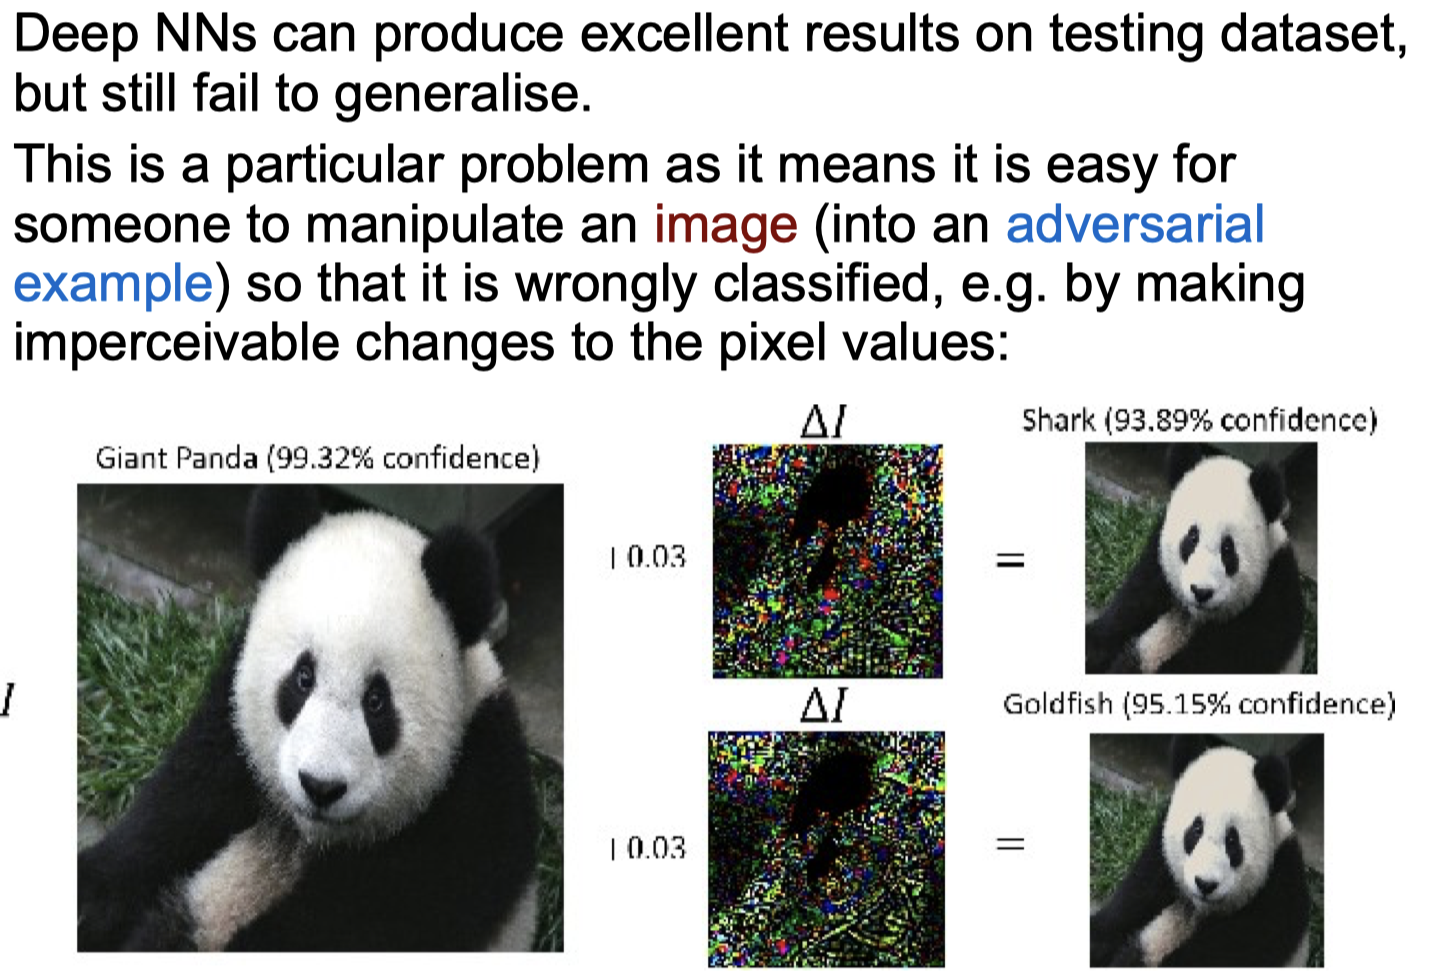 Deep NNs can produce excellent results on testing dataset,
but still fail to generalise.
This is a particular problem as it means it is easy for
someone to manipulate an image (into an adversarial
example) so that it is wrongly classified, e.g. by making
imperceivable changes to the pixel values:
Giant Panda (99.32% confidence)
I
ΔI
| 0.03
=
Shark (93.89% confidence)
ΔI
| 0.03
=
Goldfish (95.15% confidence)